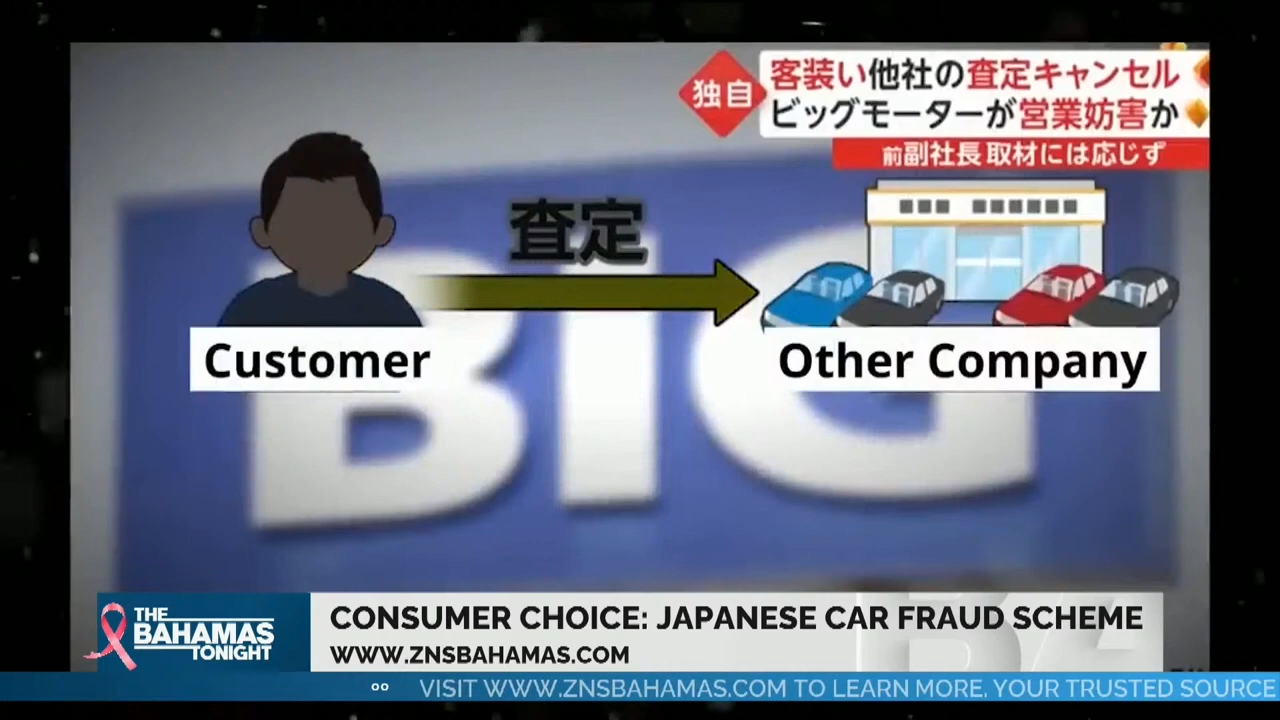 独自
客装い他社の査定キャンセル
ビッグモーターが営業妨害か
前副社長 取材には応じず
査定
BIG
Customer
Other Company
THE
BAHAMAS
TONIGHT
CONSUMER CHOICE: JAPANESE CAR FRAUD SCHEME
WWW.ZNSBAHAMAS.COM
VISIT WWW.ZNSBAHAMAS.COM TO LEARN MORE. YOUR TRUSTED SOURCE